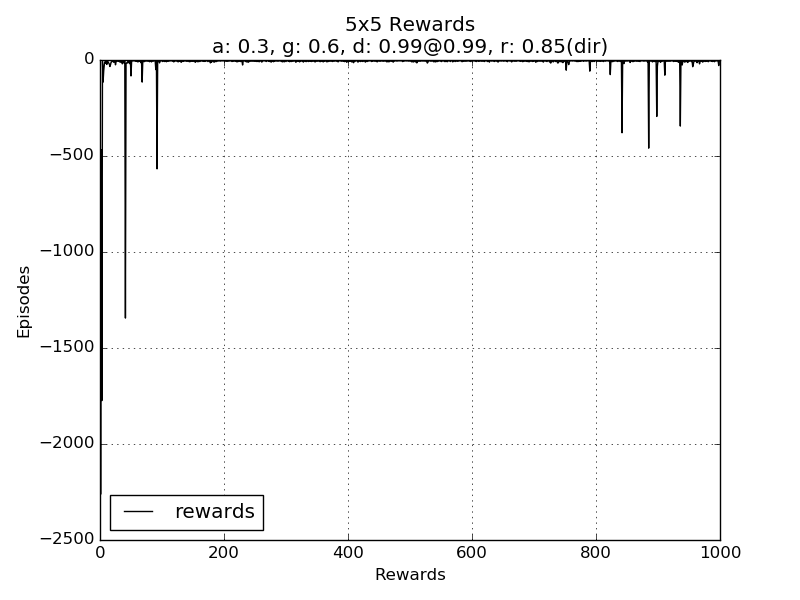 5x5 Rewards
a: 0.3, g: 0.6, d: 0.99@0.99, r: 0.85(dir)
0
−500
−1000
−1500
−2000
−2500
Episodes
rewards
0 200 400 600 800 1000
Rewards